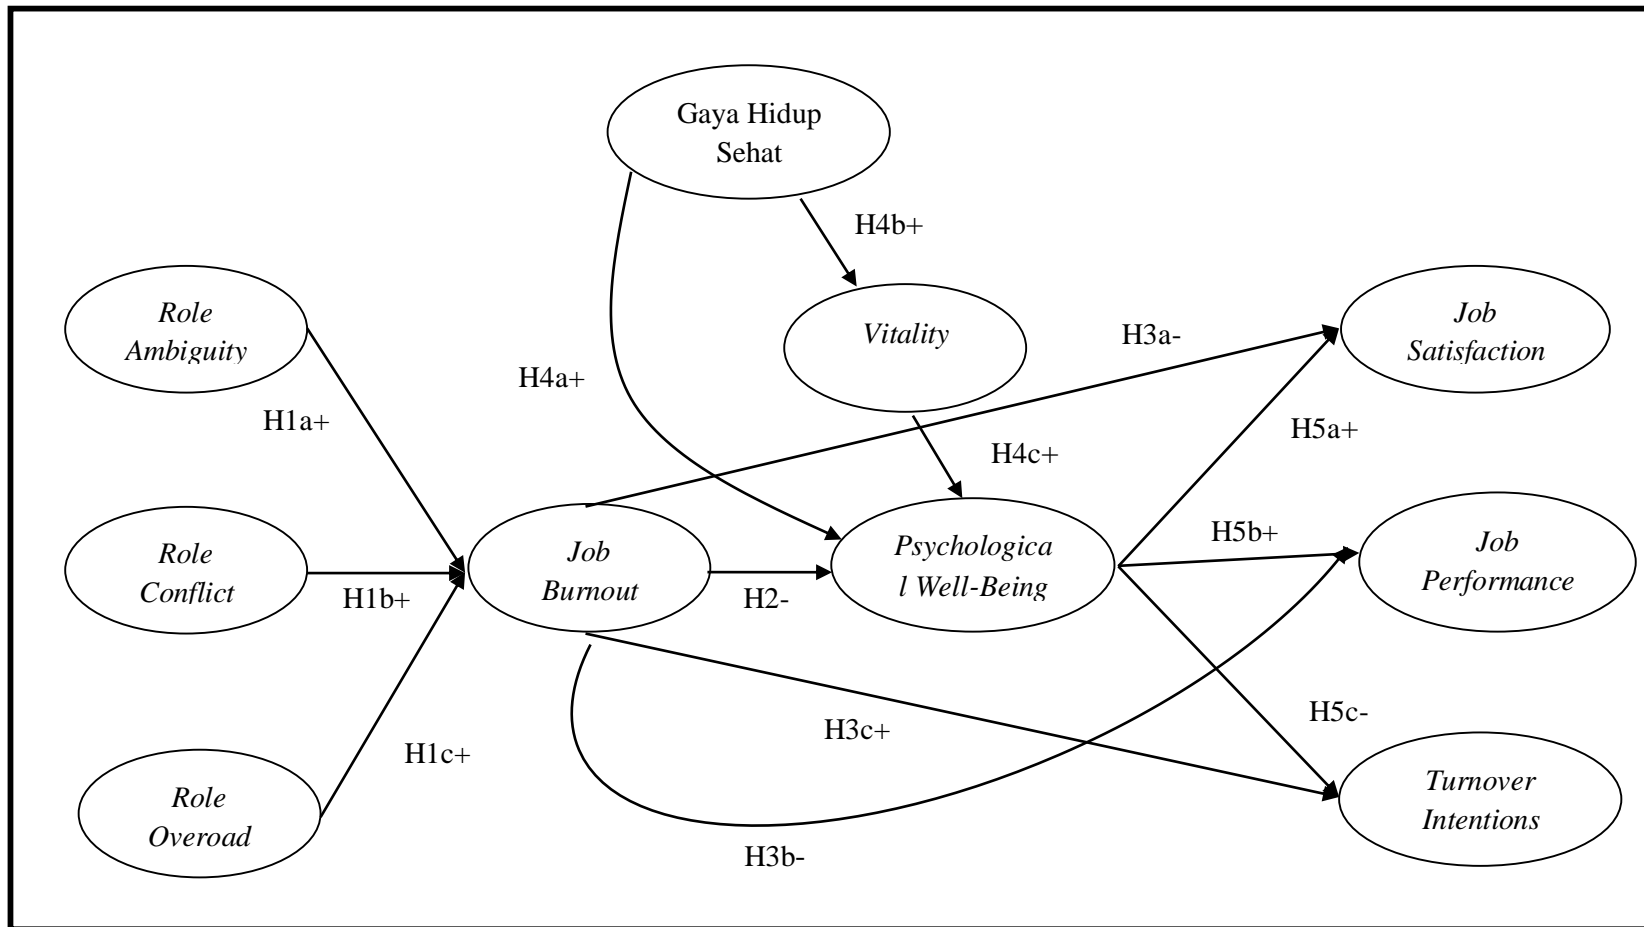 Gaya Hidup
Sehat
H4b+
Role
Ambiguity
Vitality
H3a-
Job
Satisfaction
H4a+
H1a+
H5a+
H4c+
Role
Conflict
H1b+
Job
Burnout
H2-
Psychologica
l Well-Being
H5b+
Job
Performance
H1c+
H3c+
H5c-
Role
Overoad
H3b-
Turnover
Intentions